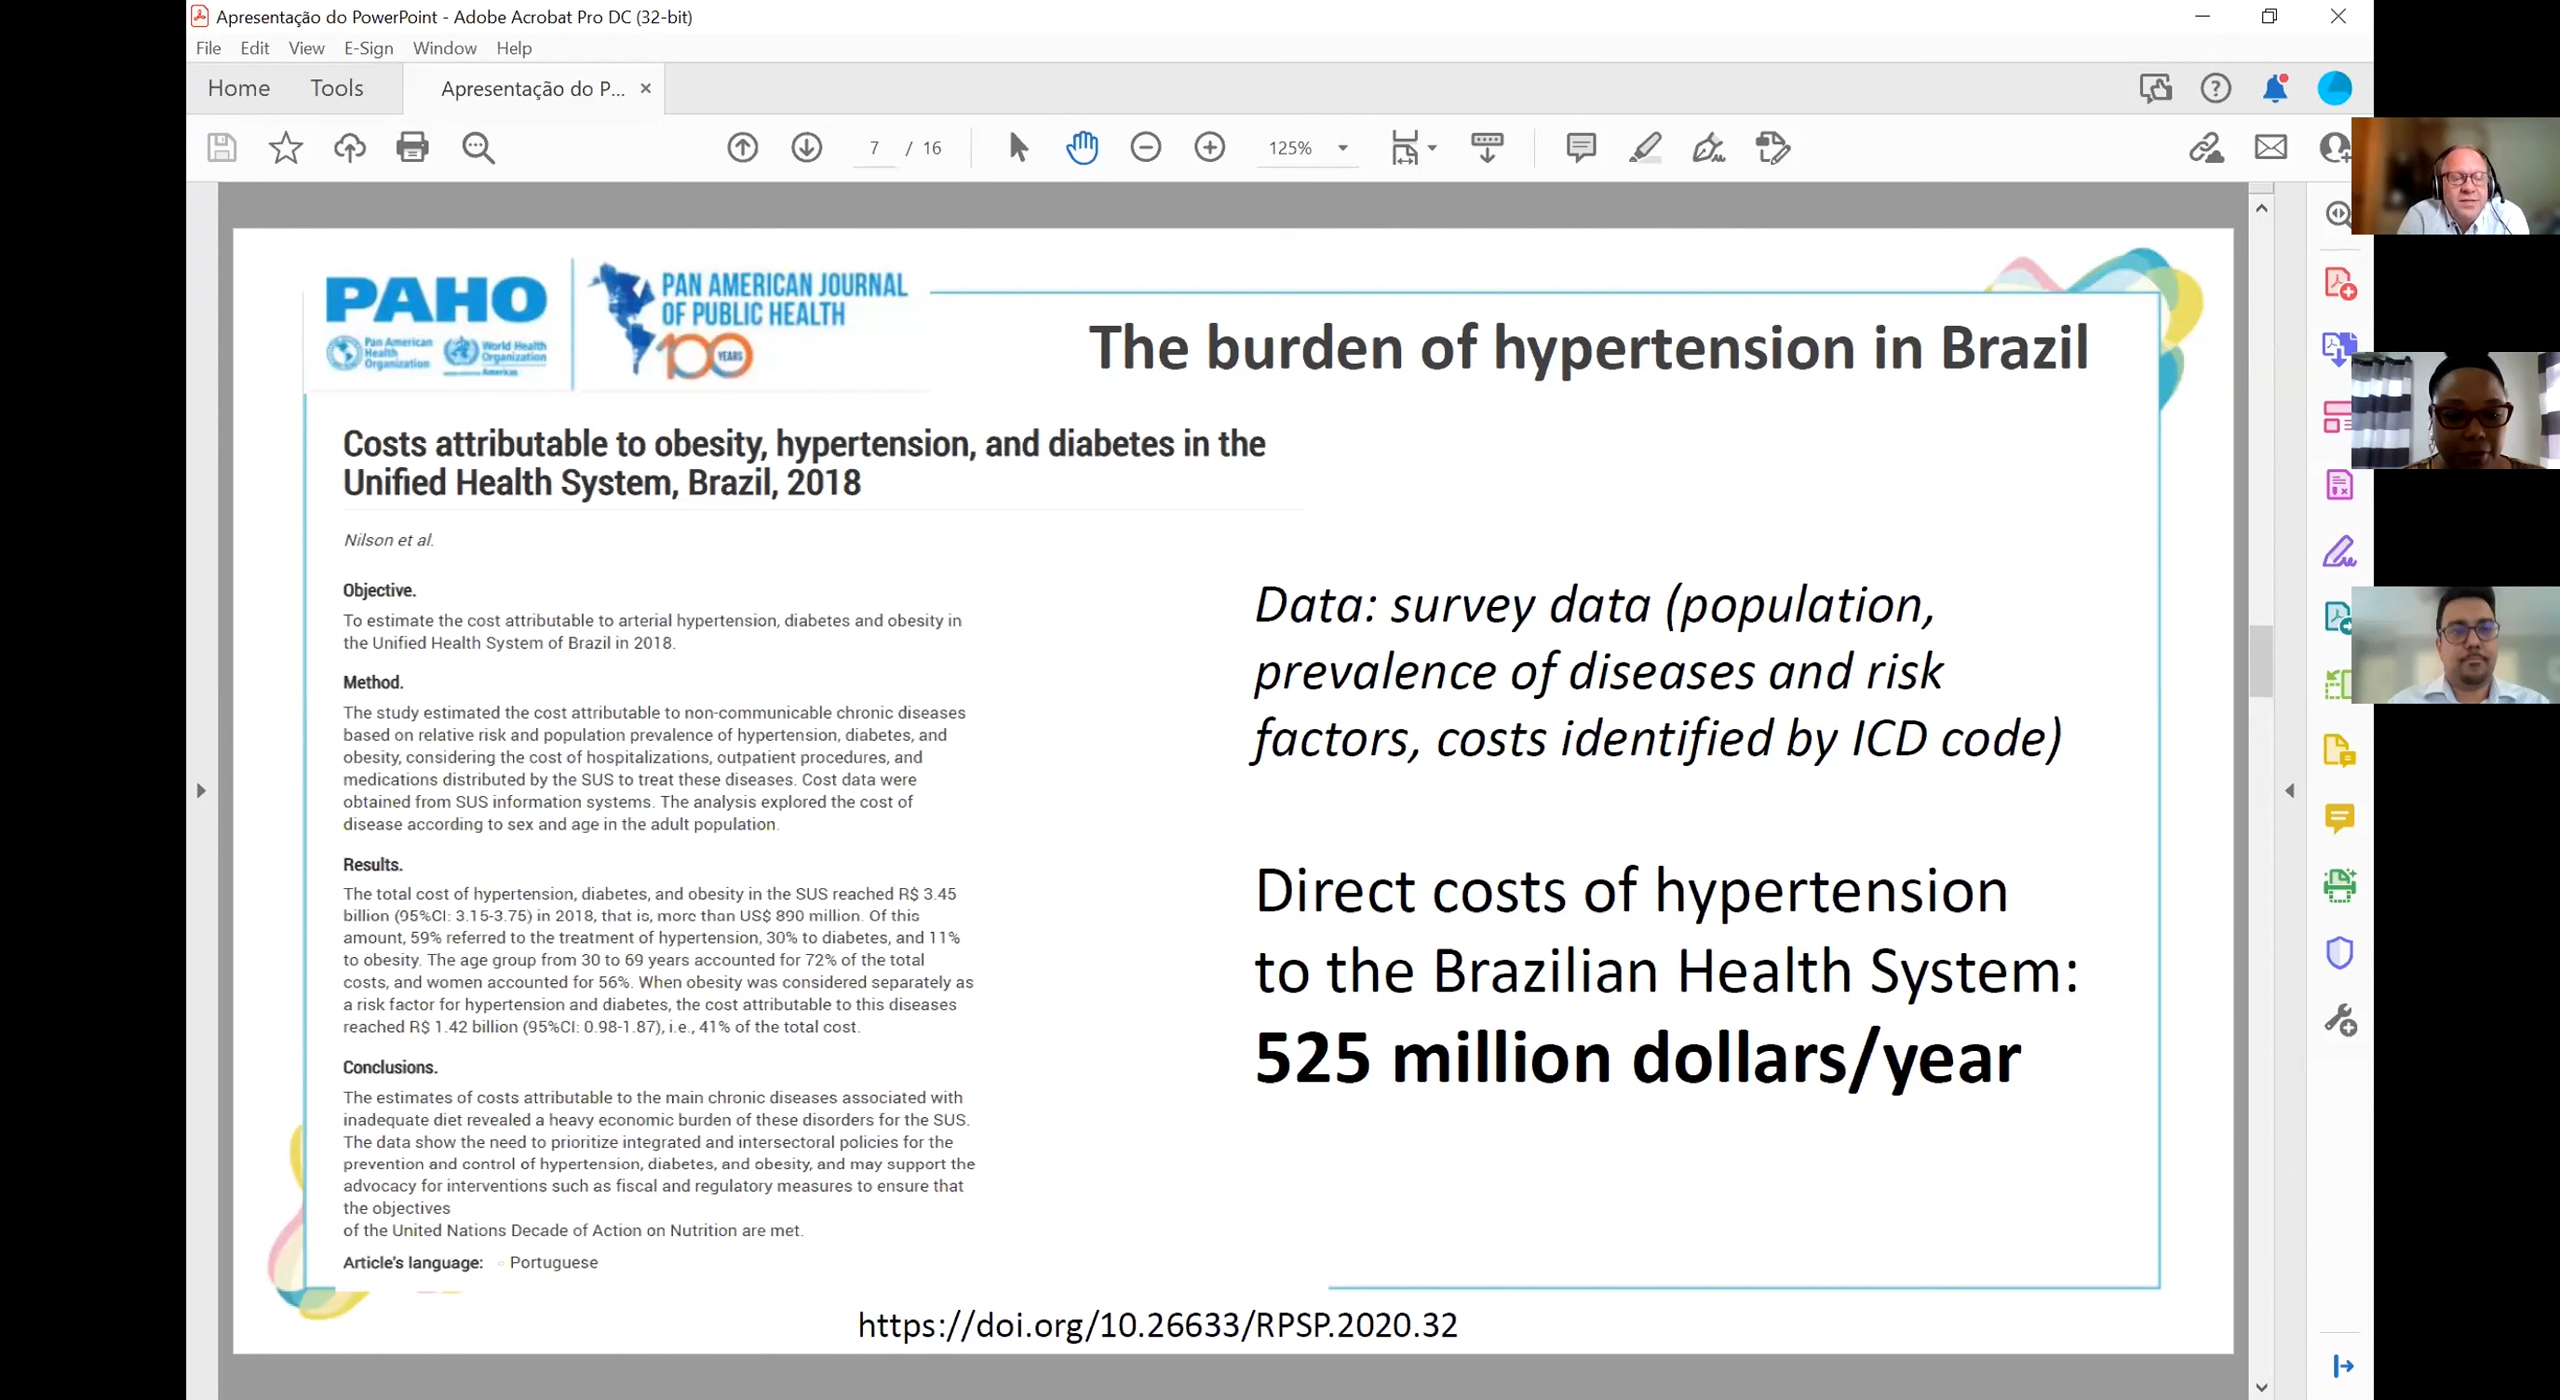 Apresentação do PowerPoint - Adobe Acrobat Pro DC (32-bit)
File Edit View E-Sign Window Help
Home Tools Apresentação do P...
7 / 16 125%
PAHO
Pan American
Health
Organization
World Health
Organization
Americas
PAN AMERICAN JOURNAL
OF PUBLIC HEALTH
100 YEARS
The burden of hypertension in Brazil
Costs attributable to obesity, hypertension, and diabetes in the
Unified Health System, Brazil, 2018
Nilson et al.
Objective.
To estimate the cost attributable to arterial hypertension, diabetes and obesity in
the Unified Health System of Brazil in 2018.
Method.
The study estimated the cost attributable to non-communicable chronic diseases
based on relative risk and population prevalence of hypertension, diabetes, and
obesity, considering the cost of hospitalizations, outpatient procedures, and
medications distributed by the SUS to treat these diseases. Cost data were
obtained from SUS information systems. The analysis explored the cost of
disease according to sex and age in the adult population.
Results.
The total cost of hypertension, diabetes, and obesity in the SUS reached R$ 3.45
billion (95%CI: 3.15-3.75) in 2018, that is, more than US$ 890 million. Of this
amount, 59% referred to the treatment of hypertension, 30% to diabetes, and 11%
to obesity. The age group from 30 to 69 years accounted for 72% of the total
costs, and women accounted for 56%. When obesity was considered separately as
a risk factor for hypertension and diabetes, the cost attributable to this diseases
reached R$ 1.42 billion (95%CI: 0.98-1.87), i.e., 41% of the total cost.
Conclusions.
The estimates of costs attributable to the main chronic diseases associated with
inadequate diet revealed a heavy economic burden of these disorders for the SUS.
The data show the need to prioritize integrated and intersectoral policies for the
prevention and control of hypertension, diabetes, and obesity, and may support the
advocacy for interventions such as fiscal and regulatory measures to ensure that
the objectives
of the United Nations Decade of Action on Nutrition are met.
Article's language: Portuguese
Data: survey data (population,
prevalence of diseases and risk
factors, costs identified by ICD code)
Direct costs of hypertension
to the Brazilian Health System:
525 million dollars/year
https://doi.org/10.26633/RPSP.2020.32